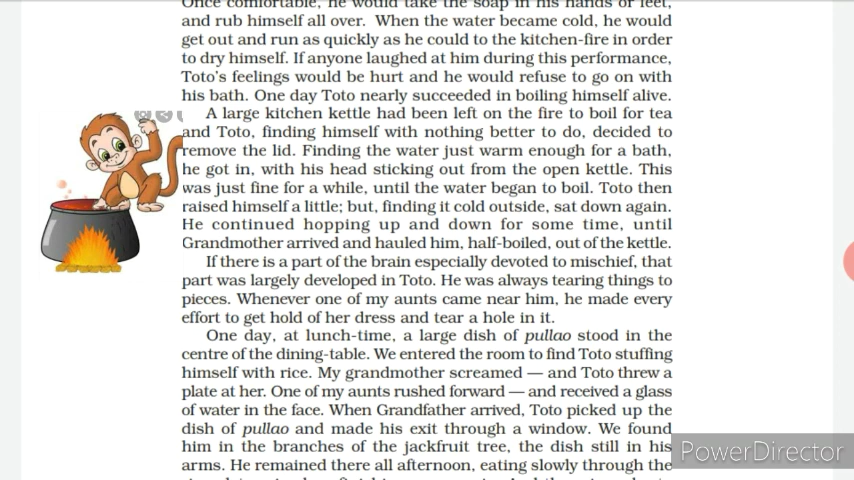 Once comfortable, he would take the soap in his hands or feet,
and rub himself all over. When the water became cold, he would
get out and run as quickly as he could to the kitchen-fire in order
to dry himself. If anyone laughed at him during this performance,
Toto's feelings would be hurt and he would refuse to go on with
his bath. One day Toto nearly succeeded in boiling himself alive.
A large kitchen kettle had been left on the fire to boil for tea
and Toto, finding himself with nothing better to do, decided to
remove the lid. Finding the water just warm enough for a bath,
he got in, with his head sticking out from the open kettle. This
was just fine for a while, until the water began to boil. Toto then
raised himself a little; but, finding it cold outside, sat down again.
He continued hopping up and down for some time, until
Grandmother arrived and hauled him, half-boiled, out of the kettle.
If there is a part of the brain especially devoted to mischief, that
part was largely developed in Toto. He was always tearing things to
pieces. Whenever one of my aunts came near him, he made every
effort to get hold of her dress and tear a hole in it.
One day, at lunch-time, a large dish of pullao stood in the
centre of the dining-table. We entered the room to find Toto stuffing
himself with rice. My grandmother screamed — and Toto threw a
plate at her. One of my aunts rushed forward — and received a glass
of water in the face. When Grandfather arrived, Toto picked up the
dish of pullao and made his exit through a window. We found
him in the branches of the jackfruit tree, the dish still in his
arms. He remained there all afternoon, eating slowly through the
PowerDirector